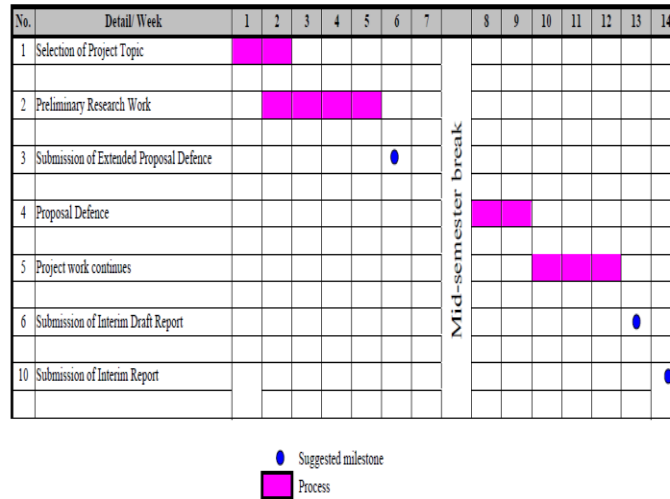 No. Detail/ Week 1 2 3 4 5 6 7 8 9 10 11 12 13 14
1 Selection of Project Topic
2 Preliminary Research Work
3 Submission of Extended Proposal Defence
Mid-semester break
4 Proposal Defence
5 Project work continues
6 Submission of Interim Draft Report
10 Submission of Interim Report
Suggested milestone
Process